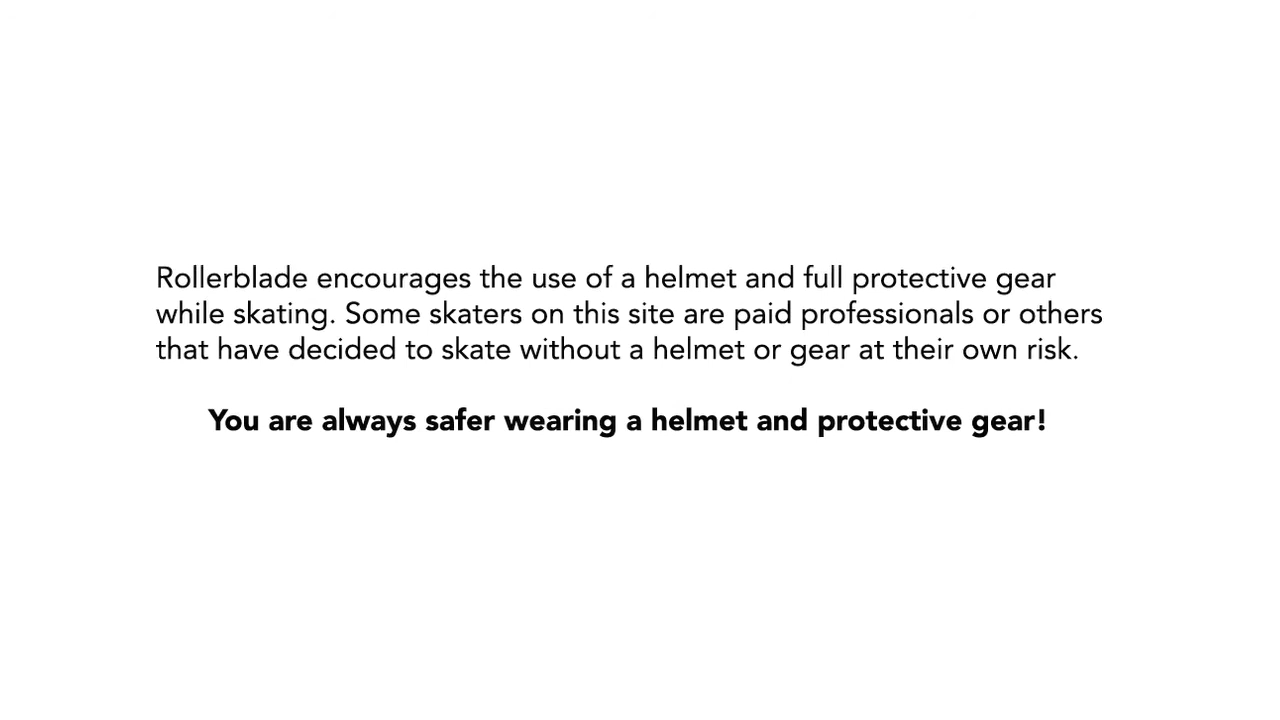 Rollerblade encourages the use of a helmet and full protective gear
while skating. Some skaters on this site are paid professionals or others
that have decided to skate without a helmet or gear at their own risk.
You are always safer wearing a helmet and protective gear!